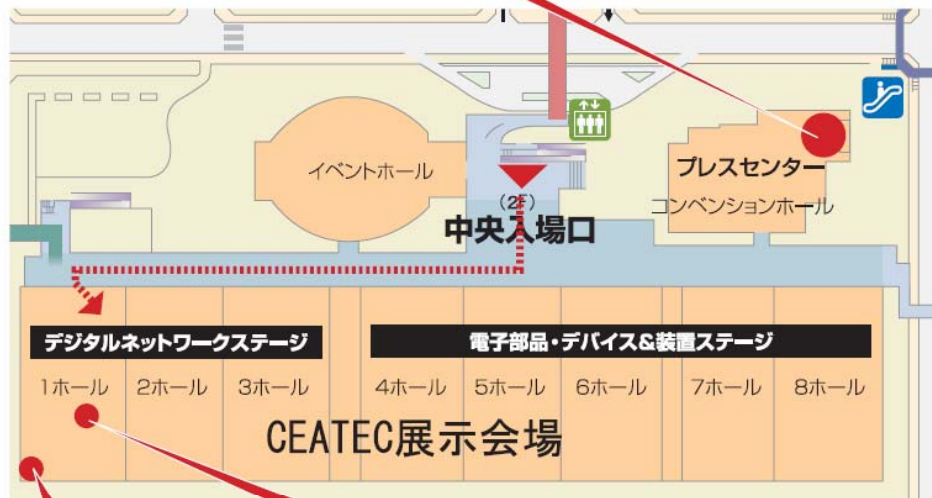 イベントホール
プレスセンター
コンベンションホール
(2F)
中央入場口
デジタルネットワークステージ
電子部品・デバイス&装置ステージ
1ホール 2ホール 3ホール 4ホール 5ホール 6ホール 7ホール 8ホール
CEATEC展示会場